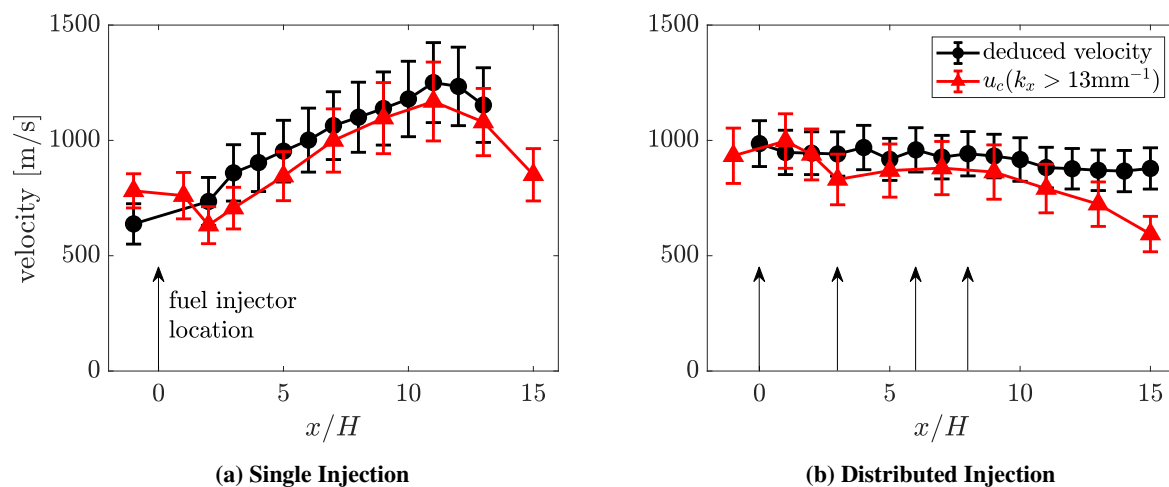 1500
1000
500
0
velocity [m/s]
fuel injector
location
0
5
10
15
x/H
(a) Single Injection
1500
1000
500
0
deduced velocity
u_c(k_x > 13mm⁻¹)
0
5
10
15
x/H
(b) Distributed Injection